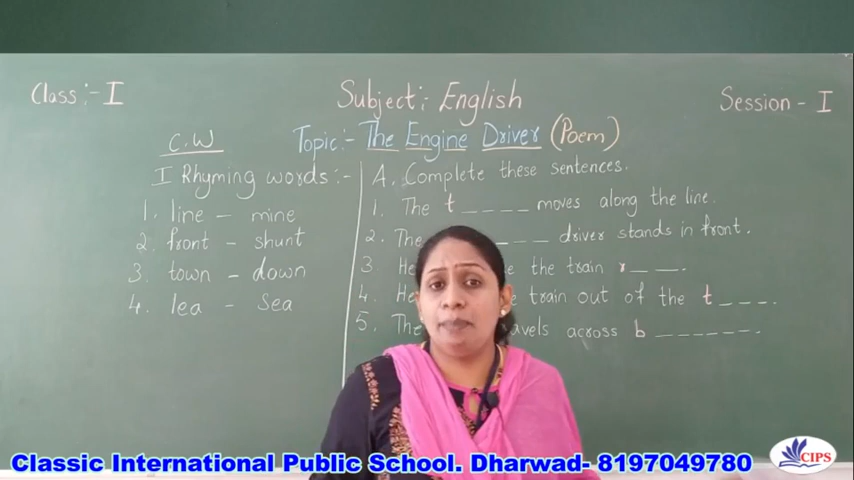 Class :- I
Subject: English
Session - I
C.W
Topic:- The Engine Driver (Poem)
I Rhyming words :-
1. line - mine
2. front - shunt
3. town - down
4. lea - Sea
A. Complete these sentences.
1. The t____ moves along the line.
2. The ___ driver stands in front.
3 He the train r___.
4. He train out of the t___.
5. The across b______.
Classic International Public School. Dharwad- 8197049780
CIPS